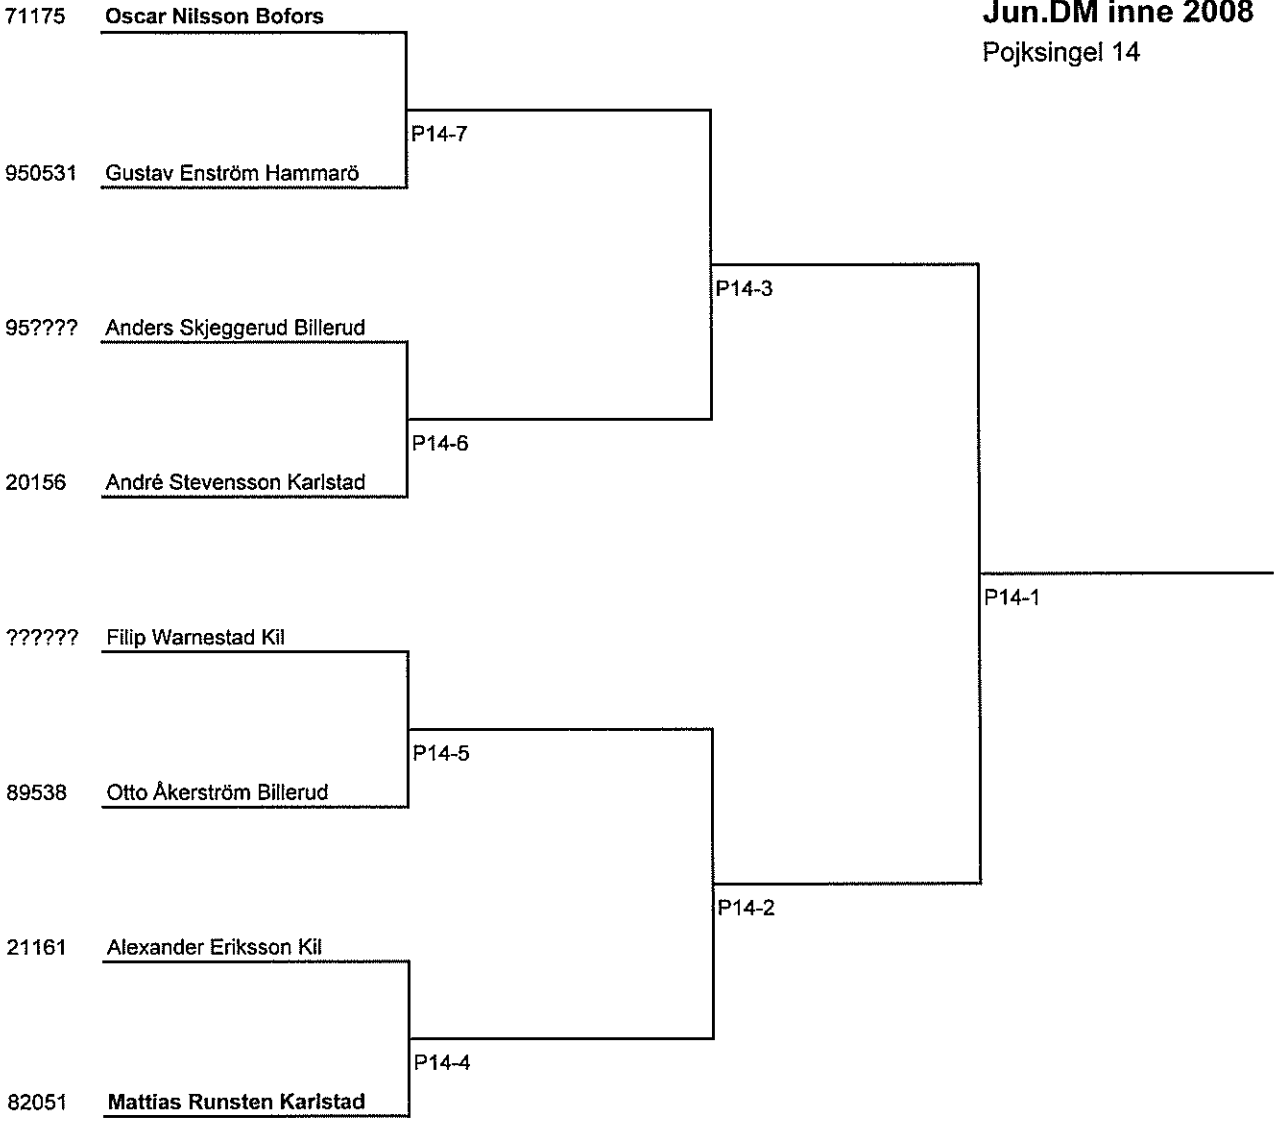 71175 Oscar Nilsson Bofors
Jun.DM inne 2008
Pojksingel 14
P14-7
950531 Gustav Enström Hammarö
P14-3
95???? Anders Skjeggerud Billerud
P14-6
20156 André Stevensson Karlstad
P14-1
?????? Filip Warnestad Kil
P14-5
89538 Otto Åkerström Billerud
P14-2
21161 Alexander Eriksson Kil
P14-4
82051 Mattias Runsten Karlstad